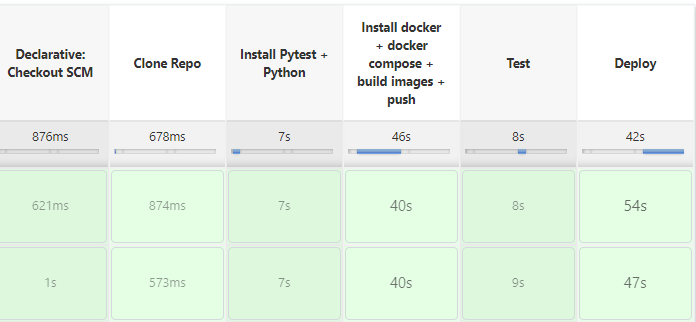 Declarative:
Checkout SCM
Clone Repo
Install Pytest +
Python
Install docker
+ docker
compose +
build images +
push
Test
Deploy
876ms
678ms
7s
46s
8s
42s
621ms
874ms
7s
40s
8s
54s
1s
573ms
7s
40s
9s
47s